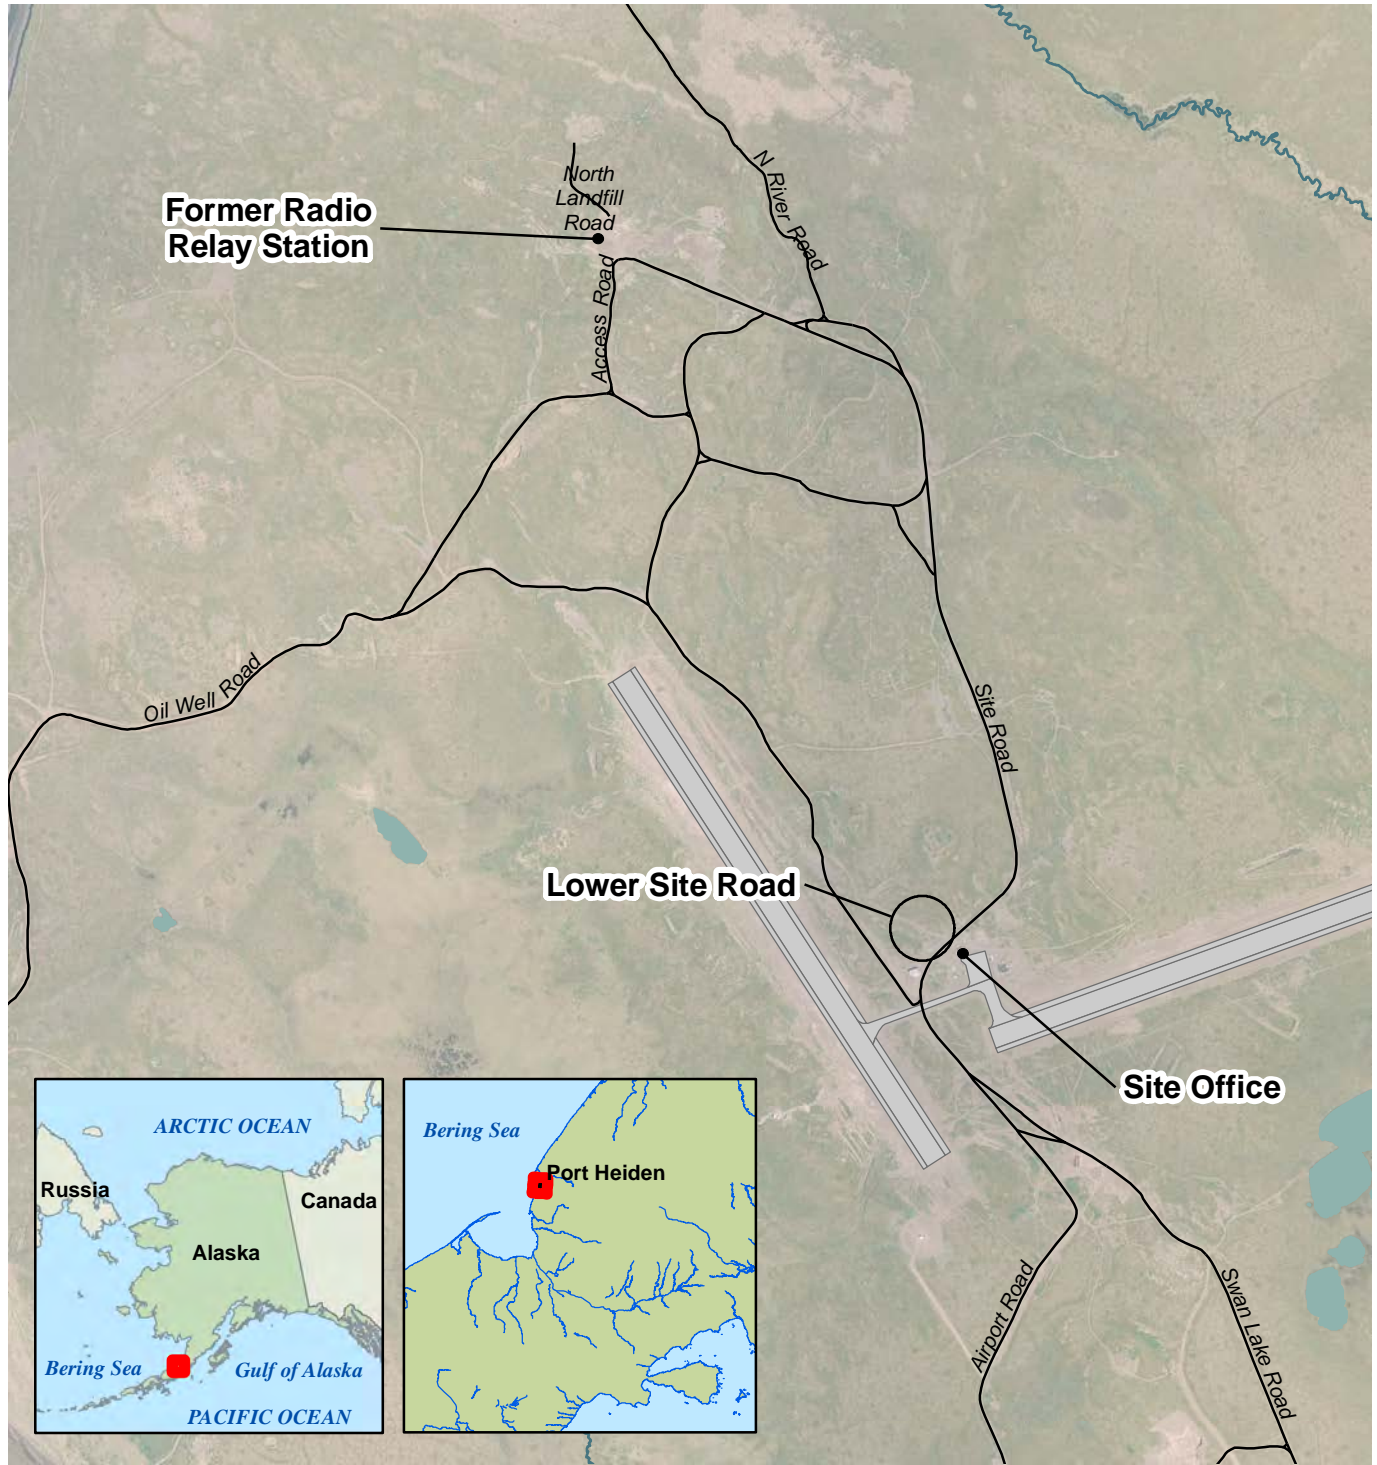 North
Landfill
Road
N River Road
Former Radio
Relay Station
Access Road
Oil Well Road
Site Road
Lower Site Road
Site Office
Airport Road
Swan Lake Road
ARCTIC OCEAN
Russia
Canada
Alaska
Bering Sea
Gulf of Alaska
PACIFIC OCEAN
Bering Sea
Port Heiden